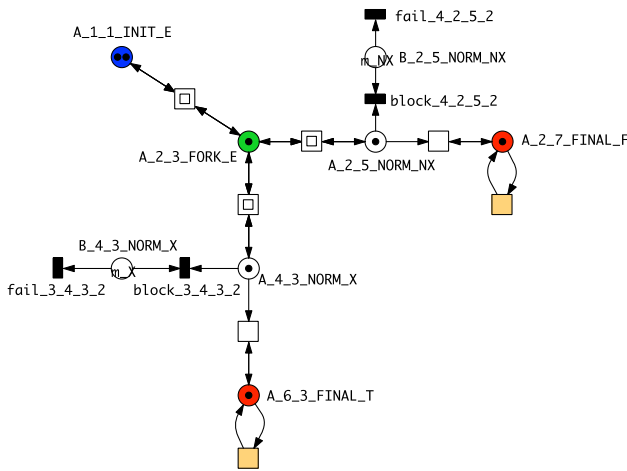 fail_4_2_5_2
A_1_1_INIT_E
m_NX B_2_5_NORM_NX
block_4_2_5_2
A_2_7_FINAL_F
A_2_3_FORK_E
A_2_5_NORM_NX
B_4_3_NORM_X
m_X
A_4_3_NORM_X
fail_3_4_3_2
block_3_4_3_2
A_6_3_FINAL_T